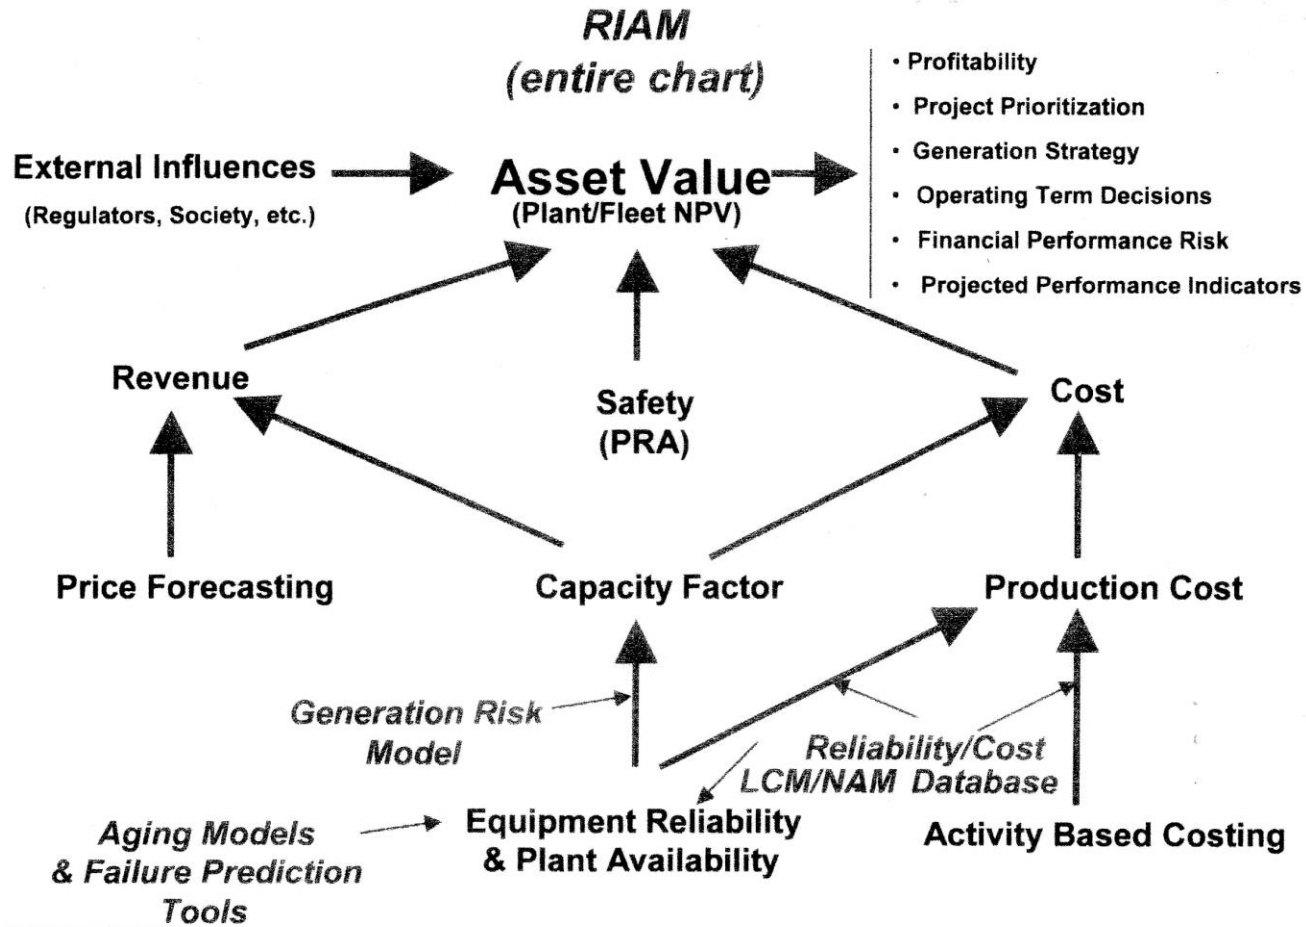 RIAM
(entire chart)
• Profitability
• Project Prioritization
• Generation Strategy
• Operating Term Decisions
• Financial Performance Risk
• Projected Performance Indicators
External Influences
(Regulators, Society, etc.)
Asset Value
(Plant/Fleet NPV)
Revenue
Safety
(PRA)
Cost
Price Forecasting
Capacity Factor
Production Cost
Generation Risk
Model
Reliability/Cost
LCM/NAM Database
Aging Models
& Failure Prediction
Tools
Equipment Reliability
& Plant Availability
Activity Based Costing